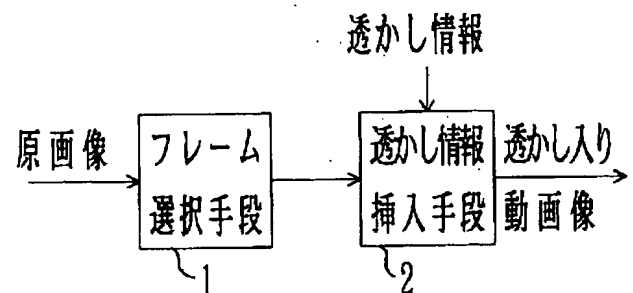 透かし情報
原画像
フレーム
選択手段
透かし情報
挿入手段
透かし入り
動画像
1
2